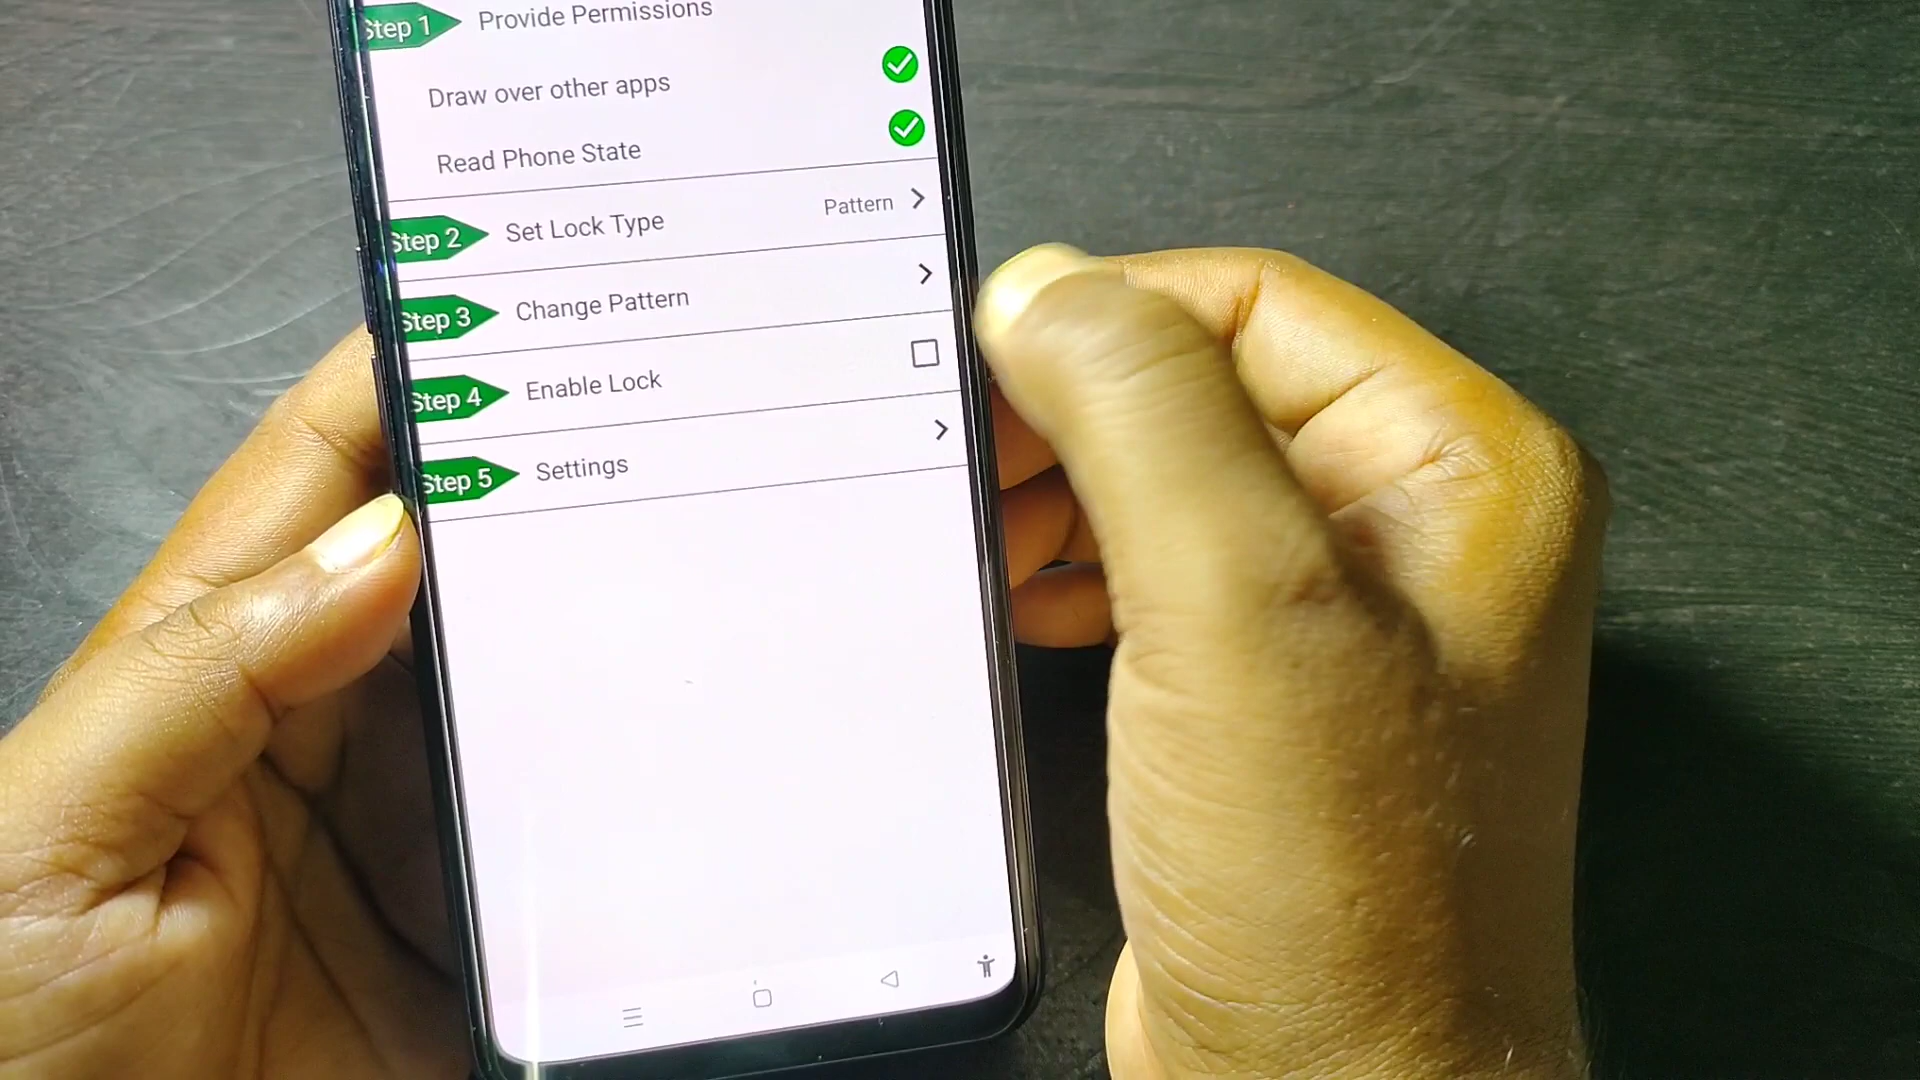 Step 1 Provide Permissions
Draw over other apps
Read Phone State
Step 2 Set Lock Type Pattern
Step 3 Change Pattern
Step 4 Enable Lock
Step 5 Settings